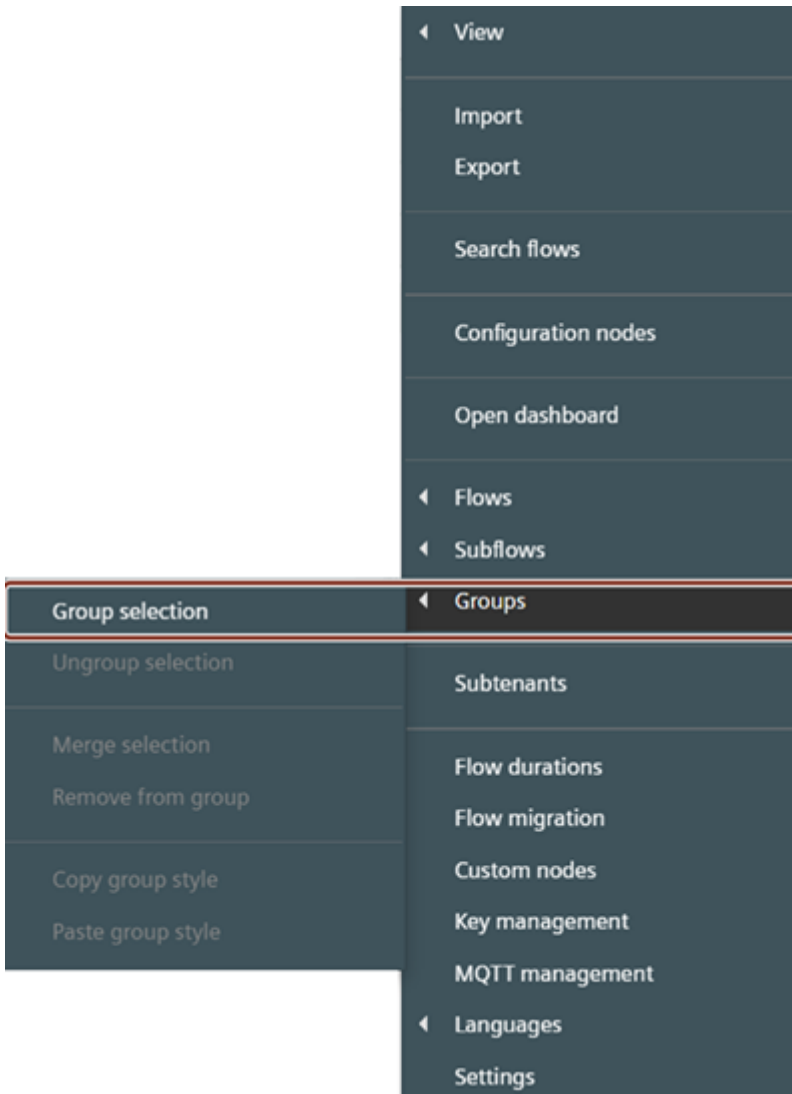 View
Import
Export
Search flows
Configuration nodes
Open dashboard
Flows
Subflows
Groups
Group selection
Ungroup selection
Merge selection
Remove from group
Copy group style
Paste group style
Subtenants
Flow durations
Flow migration
Custom nodes
Key management
MQTT management
Languages
Settings